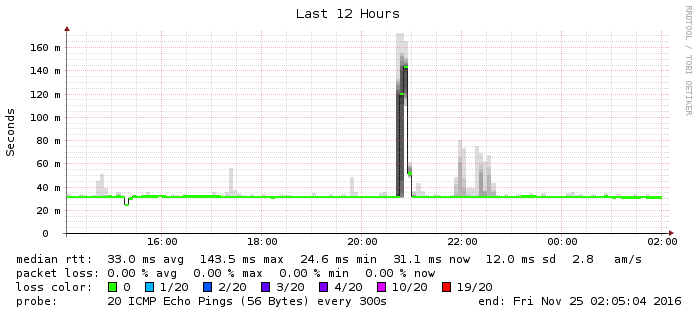 Last 12 Hours
RRDTOOL / TOBI OETIKER
Seconds
160 m
140 m
120 m
100 m
80 m
60 m
40 m
20 m
0
16:00 18:00 20:00 22:00 00:00 02:00
median rtt: 33.0 ms avg 143.5 ms max 24.6 ms min 31.1 ms now 12.0 ms sd 2.8 am/s
packet loss: 0.00 % avg 0.00 % max 0.00 % min 0.00 % now
loss color: 0 1/20 2/20 3/20 4/20 10/20 19/20
probe: 20 ICMP Echo Pings (56 Bytes) every 300s end: Fri Nov 25 02:05:04 2016